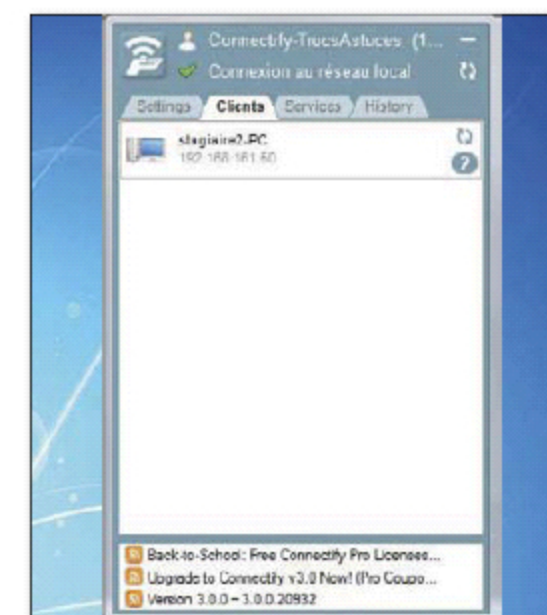 Connectify-TrucsAstuces (1...
Connexion au réseau local
Settings Clients Services History
stagiaire2-PC
192.168.161.60
Back-to-School: Free Connectify Pro Licenses...
Upgrade to Connectify v3.0 Now! (Pro Coupo...
Version 3.0.0 – 3.0.0.20932